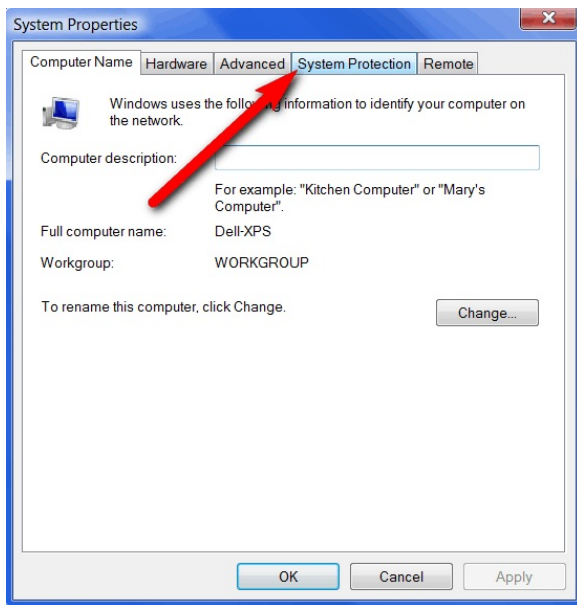 System Properties
Computer Name Hardware Advanced System Protection Remote
Windows uses the following information to identify your computer on
the network.
Computer description:
For example: "Kitchen Computer" or "Mary's
Computer".
Full computer name: Dell-XPS
Workgroup: WORKGROUP
To rename this computer, click Change.
Change...
OK Cancel Apply